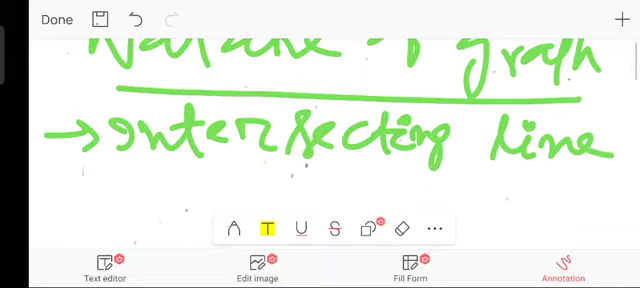 Done
Nature of graph
→ Intersecting line
T U S
Text editor Edit image Fill Form Annotation